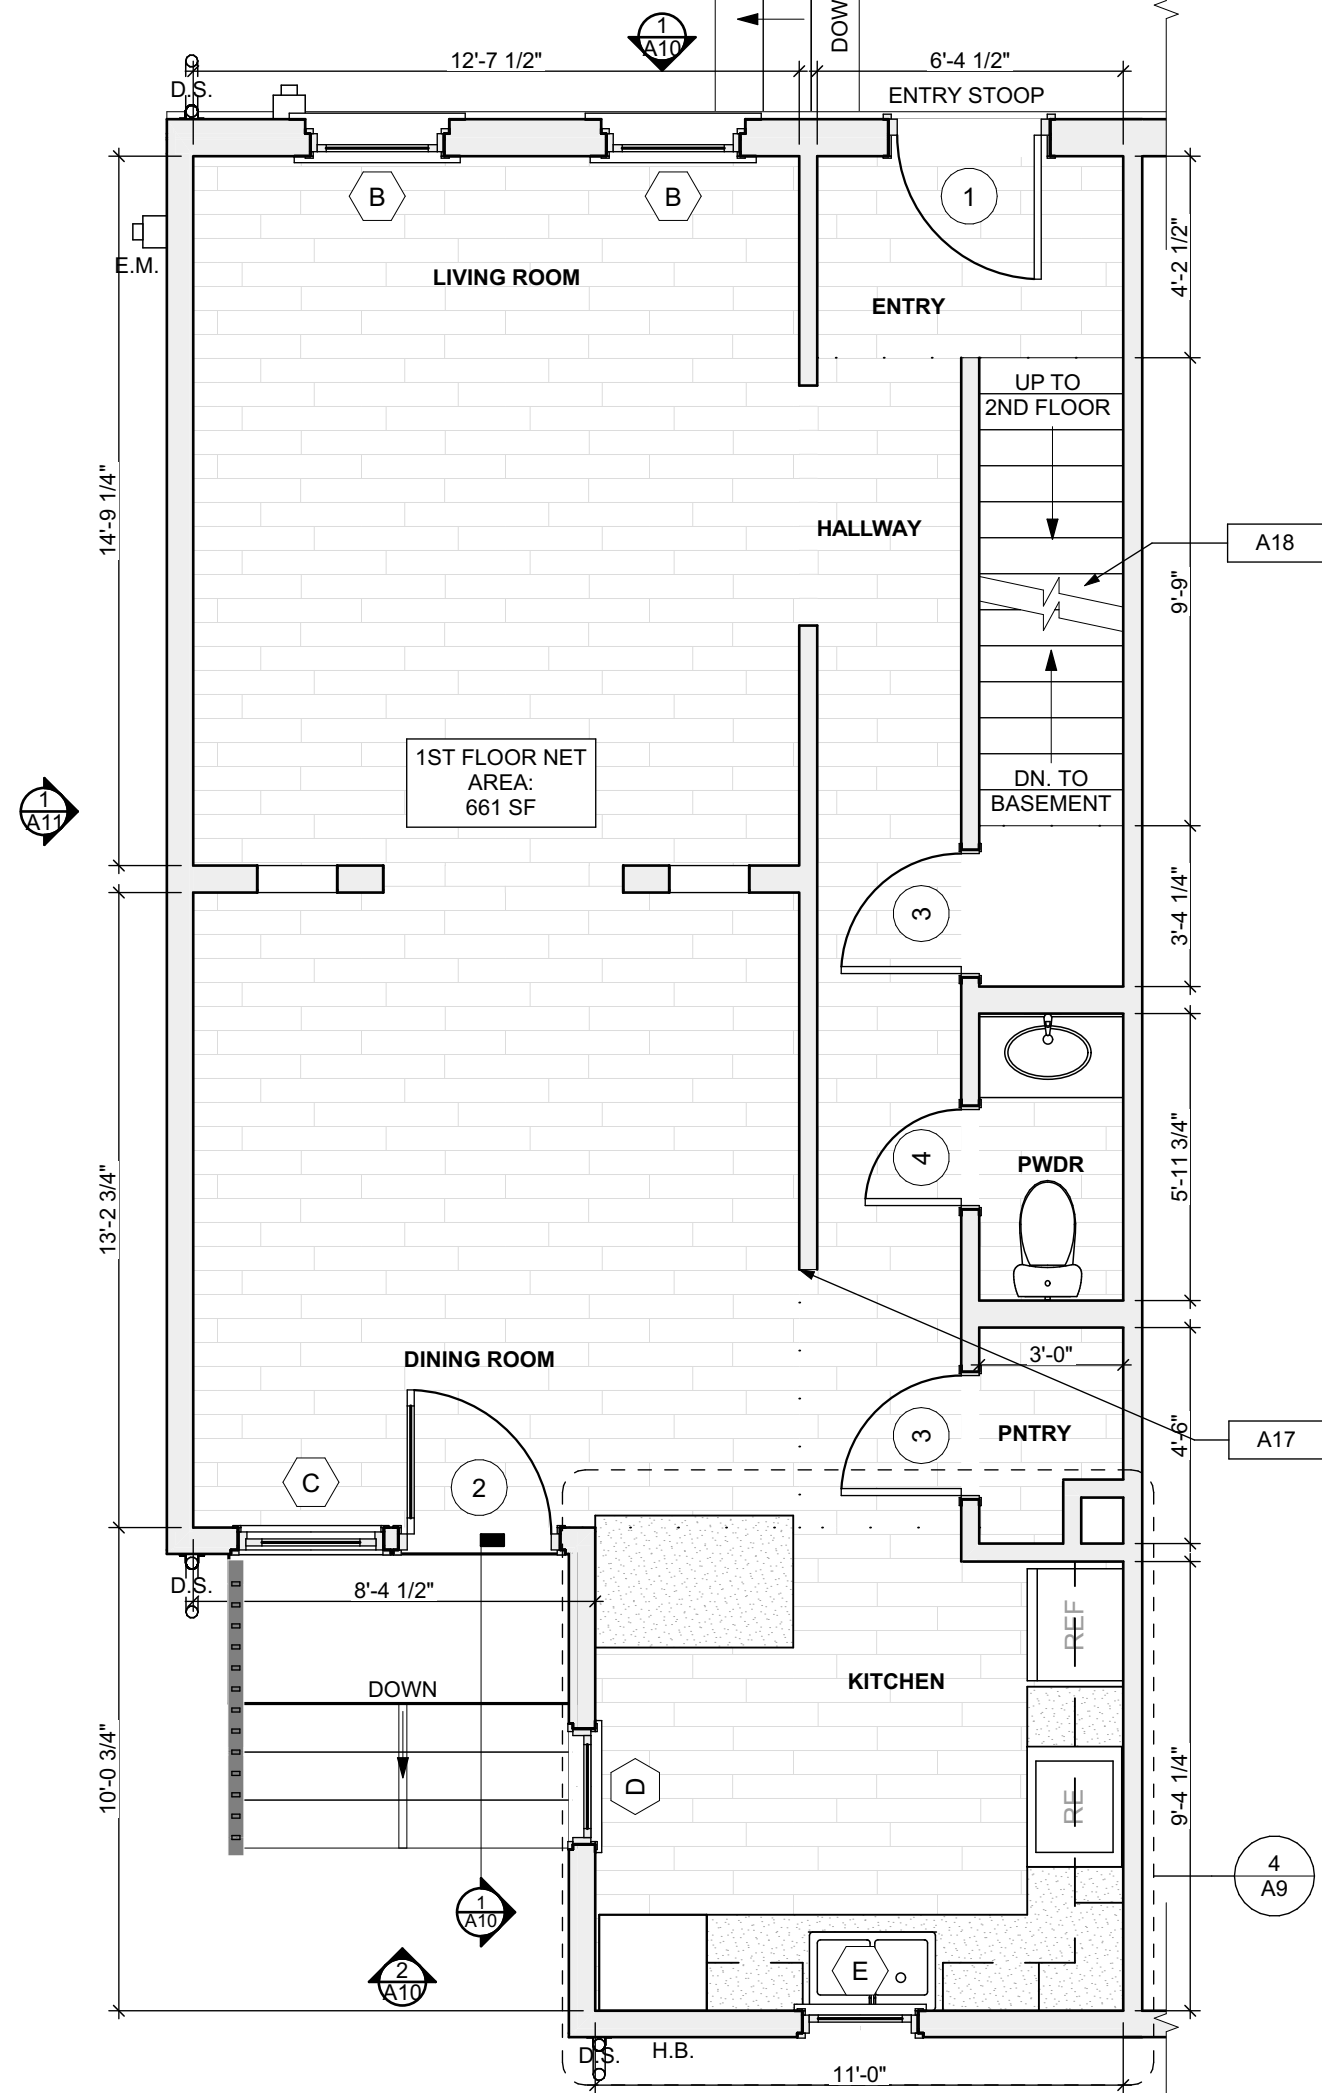 DOW
1
A10
12'-7 1/2"
6'-4 1/2"
D.S.
ENTRY STOOP
B
B
1
E.M.
LIVING ROOM
ENTRY
4'-2 1/2"
UP TO
2ND FLOOR
14'-9 1/4"
HALLWAY
A18
9'-9"
1ST FLOOR NET
AREA:
661 SF
DN. TO
BASEMENT
1
A11
3
3'-4 1/4"
4
PWDR
5'-11 3/4"
13'-2 3/4"
DINING ROOM
3'-0"
C
2
3
PNTRY
4'-6"
A17
D.S.
8'-4 1/2"
REF
KITCHEN
DOWN
D
RE
10'-0 3/4"
9'-4 1/4"
4
A9
1
A10
2
A10
E
D.S.
H.B.
11'-0"